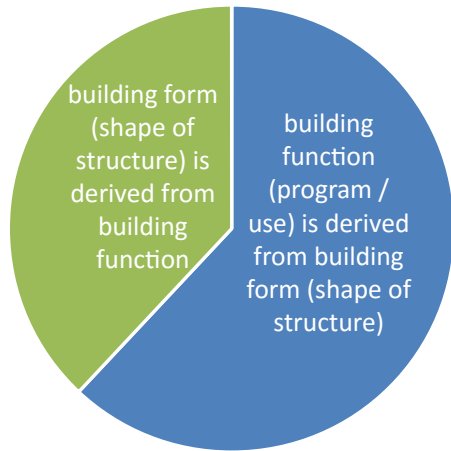 building form
(shape of
structure) is
derived from
building
function
building
function
(program /
use) is derived
from building
form (shape of
structure)